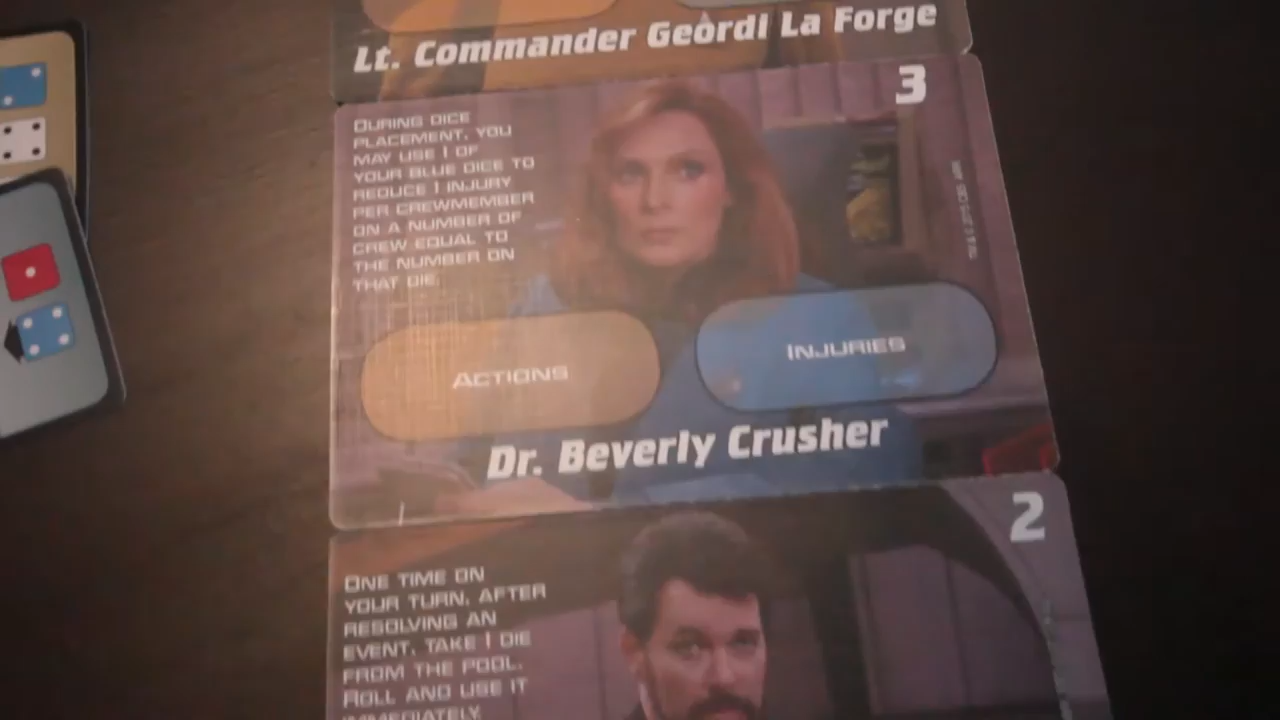 Lt. Commander Geordi La Forge
3
DURING DICE
PLACEMENT, YOU
MAY USE 1 OF
YOUR BLUE DICE TO
REDUCE 1 INJURY
PER CREWMEMBER
ON A NUMBER OF
CREW EQUAL TO
THE NUMBER ON
THAT DIE.
ACTIONS
INJURIES
Dr. Beverly Crusher
2
ONE TIME ON
YOUR TURN, AFTER
RESOLVING AN
EVENT, TAKE 1 DIE
FROM THE POOL.
ROLL AND USE IT
IMMEDIATELY.